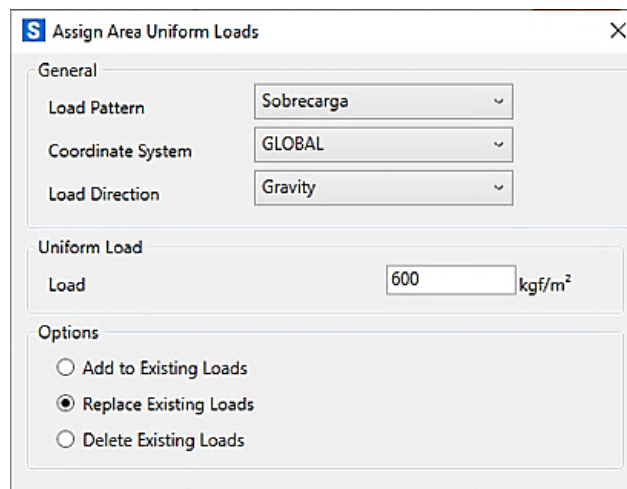 S Assign Area Uniform Loads
General
Load Pattern Sobrecarga
Coordinate System GLOBAL
Load Direction Gravity
Uniform Load
Load 600 kgf/m²
Options
Add to Existing Loads
Replace Existing Loads
Delete Existing Loads